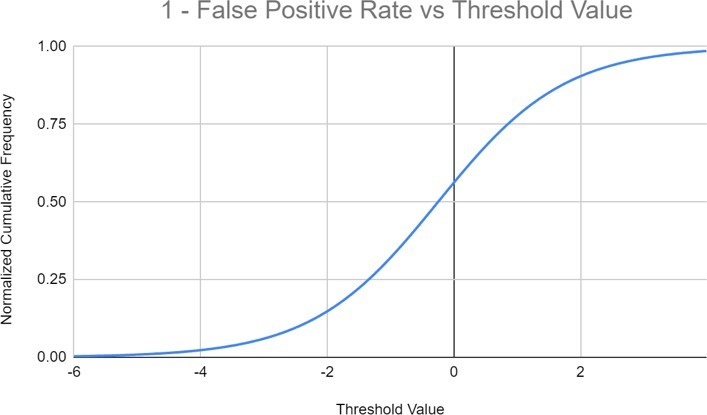 1 - False Positive Rate vs Threshold Value
Normalized Cumulative Frequency
1.00
0.75
0.50
0.25
0.00
-6 -4 -2 0 2
Threshold Value